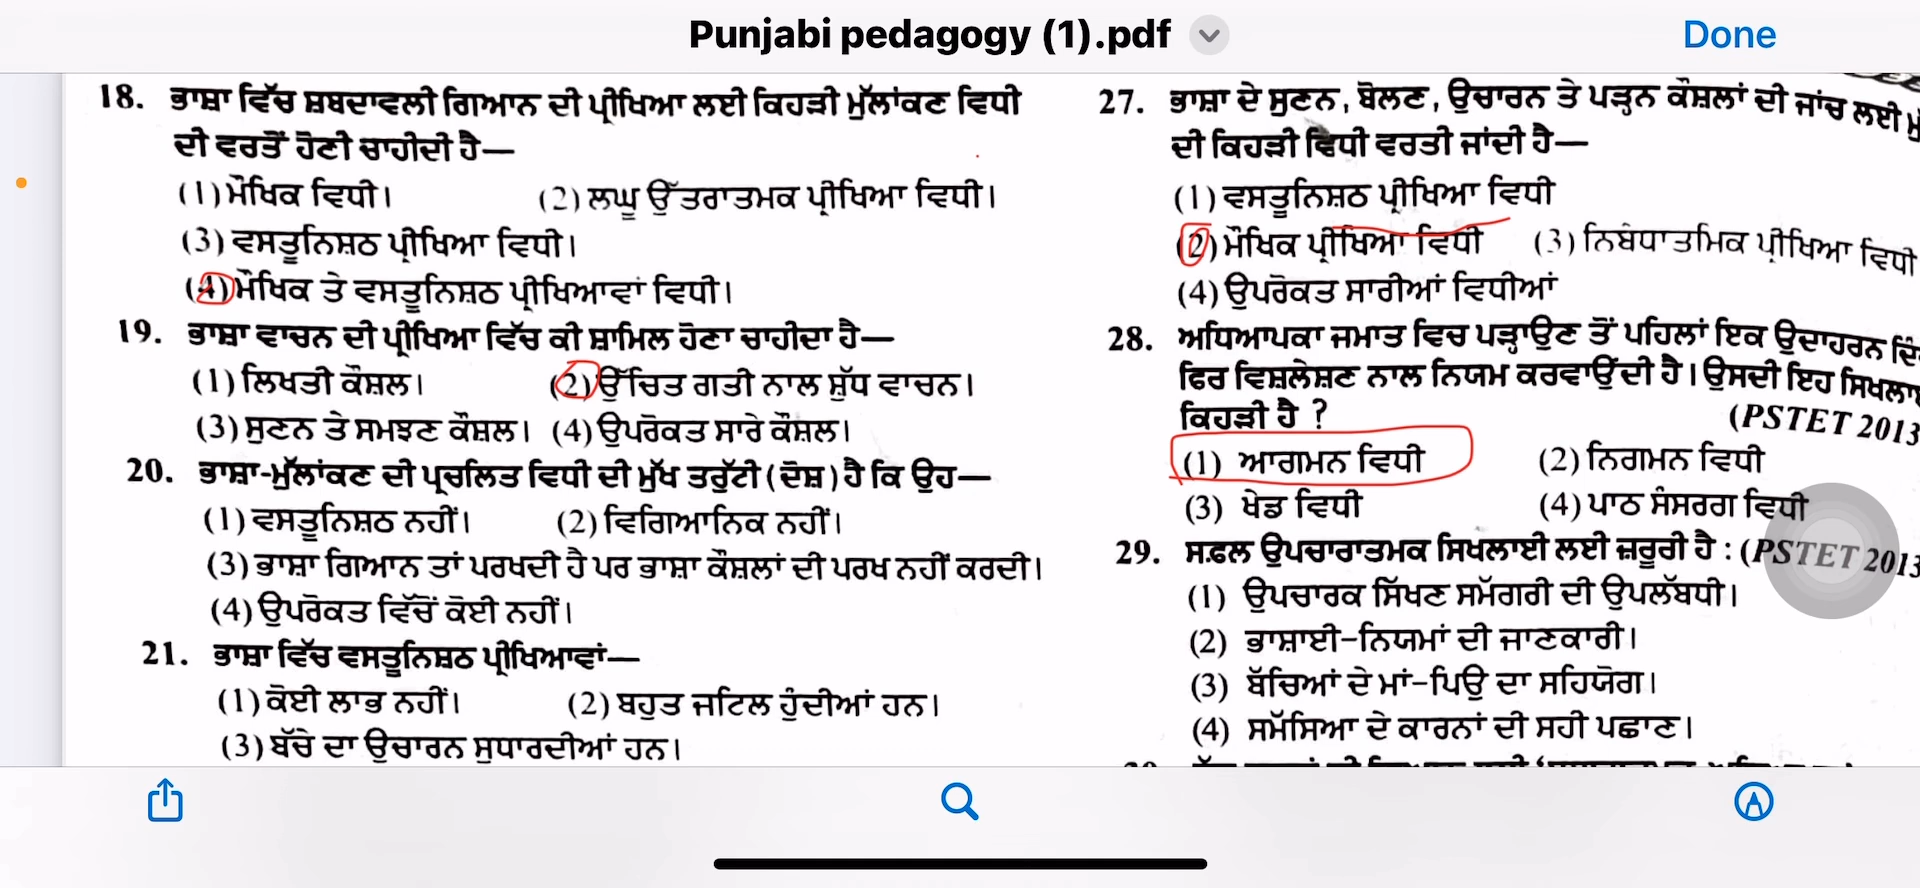 Punjabi pedagogy (1).pdf
Done
18. ਭਾਸ਼ਾ ਵਿੱਚ ਸ਼ਬਦਾਵਲੀ ਗਿਆਨ ਦੀ ਪ੍ਰੀਖਿਆ ਲਈ ਕਿਹੜੀ ਮੁੱਲਾਂਕਣ ਵਿਧੀ
ਦੀ ਵਰਤੋਂ ਹੋਣੀ ਚਾਹੀਦੀ ਹੈ—
(1) ਮੌਖਿਕ ਵਿਧੀ। (2) ਲਘੂ ਉੱਤਰਾਤਮਕ ਪ੍ਰੀਖਿਆ ਵਿਧੀ।
(3) ਵਸਤੂਨਿਸ਼ਠ ਪ੍ਰੀਖਿਆ ਵਿਧੀ।
(4) ਮੌਖਿਕ ਤੇ ਵਸਤੂਨਿਸ਼ਠ ਪ੍ਰੀਖਿਆਵਾਂ ਵਿਧੀ।
19. ਭਾਸ਼ਾ ਵਾਚਨ ਦੀ ਪ੍ਰੀਖਿਆ ਵਿੱਚ ਕੀ ਸ਼ਾਮਿਲ ਹੋਣਾ ਚਾਹੀਦਾ ਹੈ—
(1) ਲਿਖਤੀ ਕੌਸ਼ਲ। (2) ਉੱਚਿਤ ਗਤੀ ਨਾਲ ਸ਼ੁੱਧ ਵਾਚਨ।
(3) ਸੁਣਨ ਤੇ ਸਮਝਣ ਕੌਸ਼ਲ। (4) ਉਪਰੋਕਤ ਸਾਰੇ ਕੌਸ਼ਲ।
20. ਭਾਸ਼ਾ-ਮੁੱਲਾਂਕਣ ਦੀ ਪ੍ਰਚਲਿਤ ਵਿਧੀ ਦੀ ਮੁੱਖ ਤਰੁੱਟੀ (ਦੋਸ਼) ਹੈ ਕਿ ਉਹ—
(1) ਵਸਤੂਨਿਸ਼ਠ ਨਹੀਂ। (2) ਵਿਗਿਆਨਿਕ ਨਹੀਂ।
(3) ਭਾਸ਼ਾ ਗਿਆਨ ਤਾਂ ਪਰਖਦੀ ਹੈ ਪਰ ਭਾਸ਼ਾ ਕੌਸ਼ਲਾਂ ਦੀ ਪਰਖ ਨਹੀਂ ਕਰਦੀ।
(4) ਉਪਰੋਕਤ ਵਿੱਚੋਂ ਕੋਈ ਨਹੀਂ।
21. ਭਾਸ਼ਾ ਵਿੱਚ ਵਸਤੂਨਿਸ਼ਠ ਪ੍ਰੀਖਿਆਵਾਂ—
(1) ਕੋਈ ਲਾਭ ਨਹੀਂ। (2) ਬਹੁਤ ਜਟਿਲ ਹੁੰਦੀਆਂ ਹਨ।
(3) ਬੱਚੇ ਦਾ ਉਚਾਰਨ ਸੁਧਾਰਦੀਆਂ ਹਨ।
27. ਭਾਸ਼ਾ ਦੇ ਸੁਣਨ, ਬੋਲਣ, ਉਚਾਰਨ ਤੇ ਪੜ੍ਹਨ ਕੌਸ਼ਲਾਂ ਦੀ ਜਾਂਚ ਲਈ
ਦੀ ਕਿਹੜੀ ਵਿਧੀ ਵਰਤੀ ਜਾਂਦੀ ਹੈ—
(1) ਵਸਤੂਨਿਸ਼ਠ ਪ੍ਰੀਖਿਆ ਵਿਧੀ
(2) ਮੌਖਿਕ ਪ੍ਰੀਖਿਆ ਵਿਧੀ (3) ਨਿਬੰਧਾਤਮਿਕ ਪ੍ਰੀਖਿਆ ਵਿਧੀ
(4) ਉਪਰੋਕਤ ਸਾਰੀਆਂ ਵਿਧੀਆਂ
28. ਅਧਿਆਪਕਾ ਜਮਾਤ ਵਿਚ ਪੜ੍ਹਾਉਣ ਤੋਂ ਪਹਿਲਾਂ ਇਕ ਉਦਾਹਰਨ
ਫਿਰ ਵਿਸ਼ਲੇਸ਼ਣ ਨਾਲ ਨਿਯਮ ਕਰਵਾਉਂਦੀ ਹੈ। ਉਸਦੀ ਇਹ
ਕਿਹੜੀ ਹੈ ? (PSTET 2013
(1) ਆਗਮਨ ਵਿਧੀ (2) ਨਿਗਮਨ ਵਿਧੀ
(3) ਖੇਡ ਵਿਧੀ (4) ਪਾਠ ਸੰਸਰਗ ਵਿਧੀ
29. ਸਫ਼ਲ ਉਪਚਾਰਾਤਮਕ ਸਿਖਲਾਈ ਲਈ ਜ਼ਰੂਰੀ ਹੈ : (PSTET 2013
(1) ਉਪਚਾਰਕ ਸਿੱਖਣ ਸਮੱਗਰੀ ਦੀ ਉਪਲੱਬਧੀ।
(2) ਭਾਸ਼ਾਈ-ਨਿਯਮਾਂ ਦੀ ਜਾਣਕਾਰੀ।
(3) ਬੱਚਿਆਂ ਦੇ ਮਾਂ-ਪਿਉ ਦਾ ਸਹਿਯੋਗ।
(4) ਸਮੱਸਿਆ ਦੇ ਕਾਰਨਾਂ ਦੀ ਸਹੀ ਪਛਾਣ।